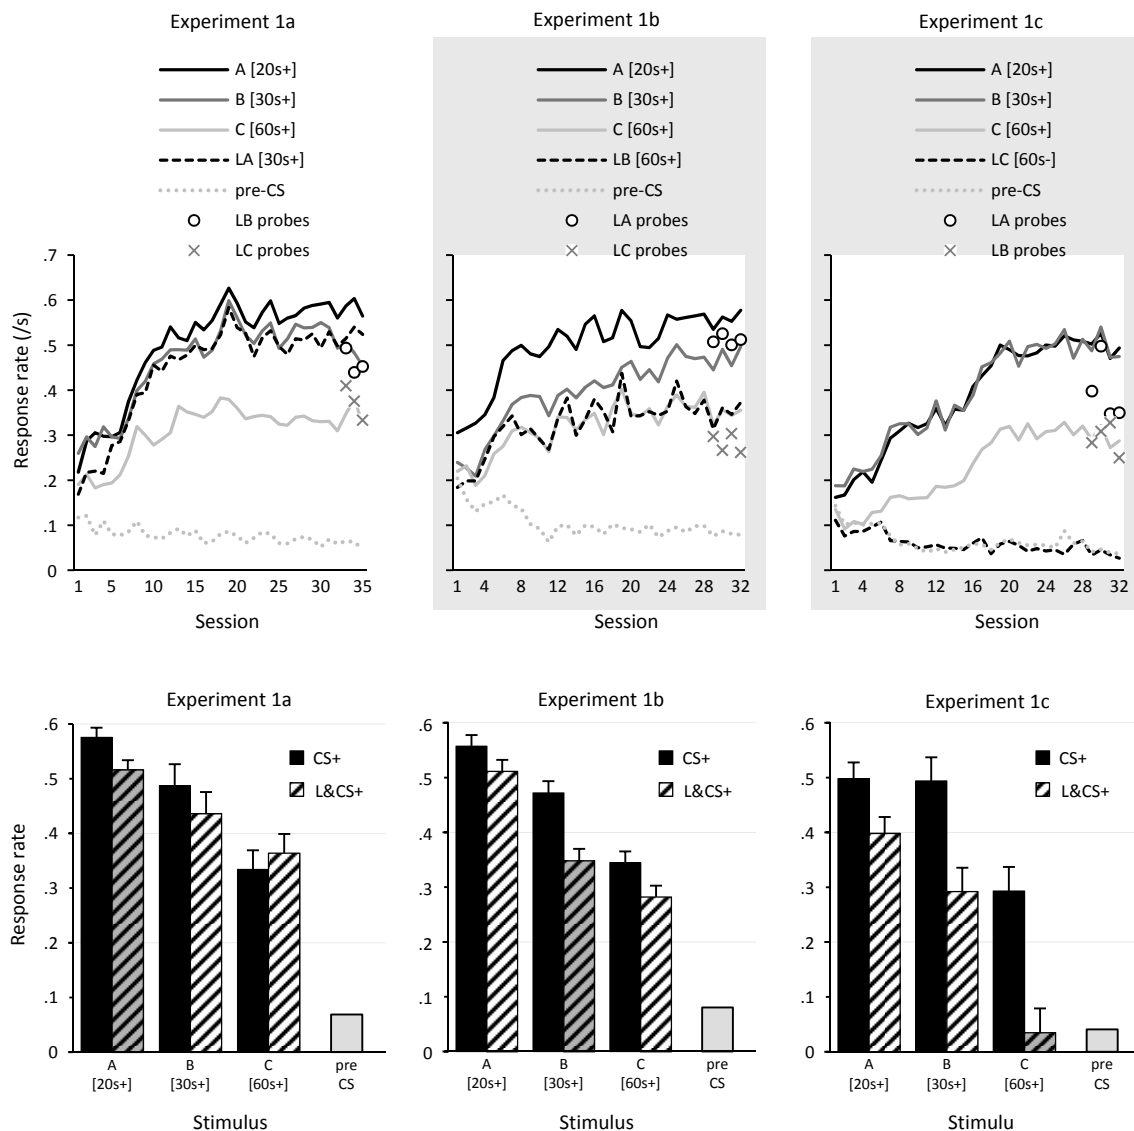 Experiment 1a
A [20s+]
B [30s+]
C [60s+]
LA [30s+]
pre-CS
LB probes
LC probes
.7
.6
.5
.4
.3
.2
.1
0
Response rate (/s)
1 5 10 15 20 25 30 35
Session
Experiment 1b
A [20s+]
B [30s+]
C [60s+]
LB [60s+]
pre-CS
LA probes
LC probes
1 4 8 12 16 20 24 28 32
Session
Experiment 1c
A [20s+]
B [30s+]
C [60s+]
LC [60s-]
pre-CS
LA probes
LB probes
1 4 8 12 16 20 24 28 32
Session
Experiment 1a
CS+
L&CS+
.6
.5
.4
.3
.2
.1
0
Response rate
A B C pre
[20s+] [30s+] [60s+] CS
Stimulus
Experiment 1b
CS+
L&CS+
.6
.5
.4
.3
.2
.1
0
A B C pre
[20s+] [30s+] [60s+] CS
Stimulus
Experiment 1c
CS+
L&CS+
.6
.5
.4
.3
.2
.1
0
A B C pre
[20s+] [30s+] [60s+] CS
Stimulu